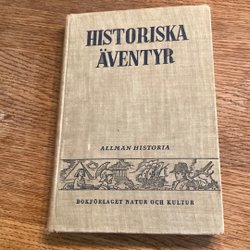 HISTORISKA
ÄVENTYR
ALLMÄN HISTORIA
BOKFÖRLAGET NATUR OCH KULTUR